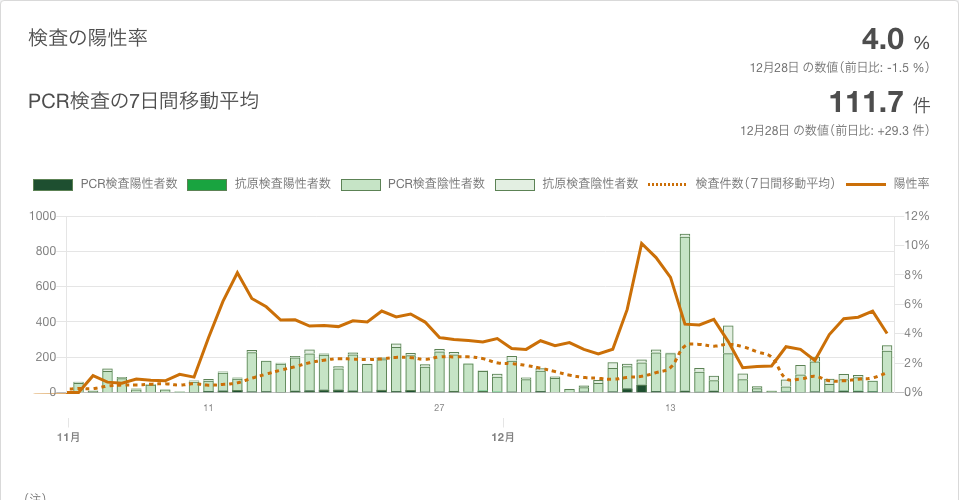 検査の陽性率
4.0 %
12月28日 の数値（前日比: -1.5 %）
PCR検査の7日間移動平均
111.7 件
12月28日 の数値（前日比: +29.3 件）
PCR検査陽性者数 抗原検査陽性者数 PCR検査陰性者数 抗原検査陰性者数 検査件数（7日間移動平均） 陽性率
1000 12%
10%
800
8%
600
6%
400 4%
200 2%
0 0%
11 27 13
11月 12月
（注）